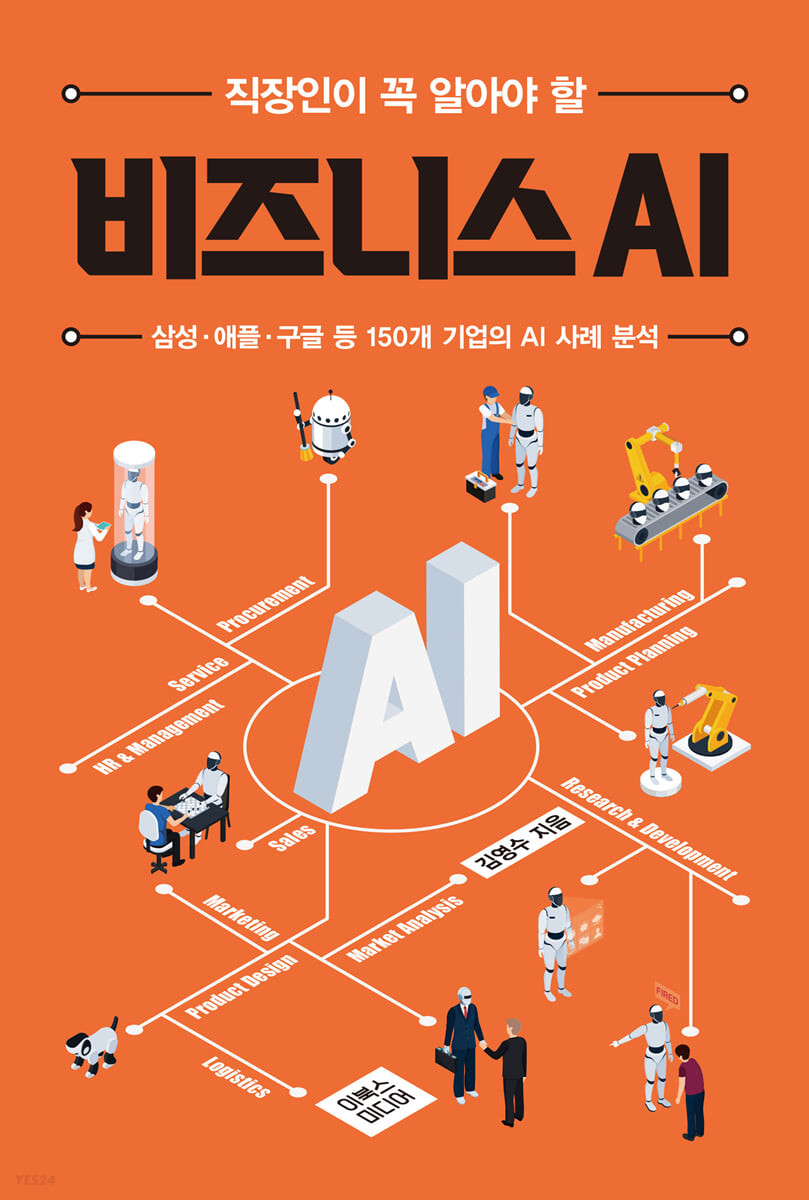 직장인이 꼭 알아야 할
비즈니스 AI
삼성·애플·구글 등 150개 기업의 AI 사례 분석
AI
Procurement
Service
HR & Management
Manufacturing
Product Planning
Sales
Research & Development
김영수 지음
Marketing
Market Analysis
Product Design
FIRED
Logistics
이북스
미디어
YES24